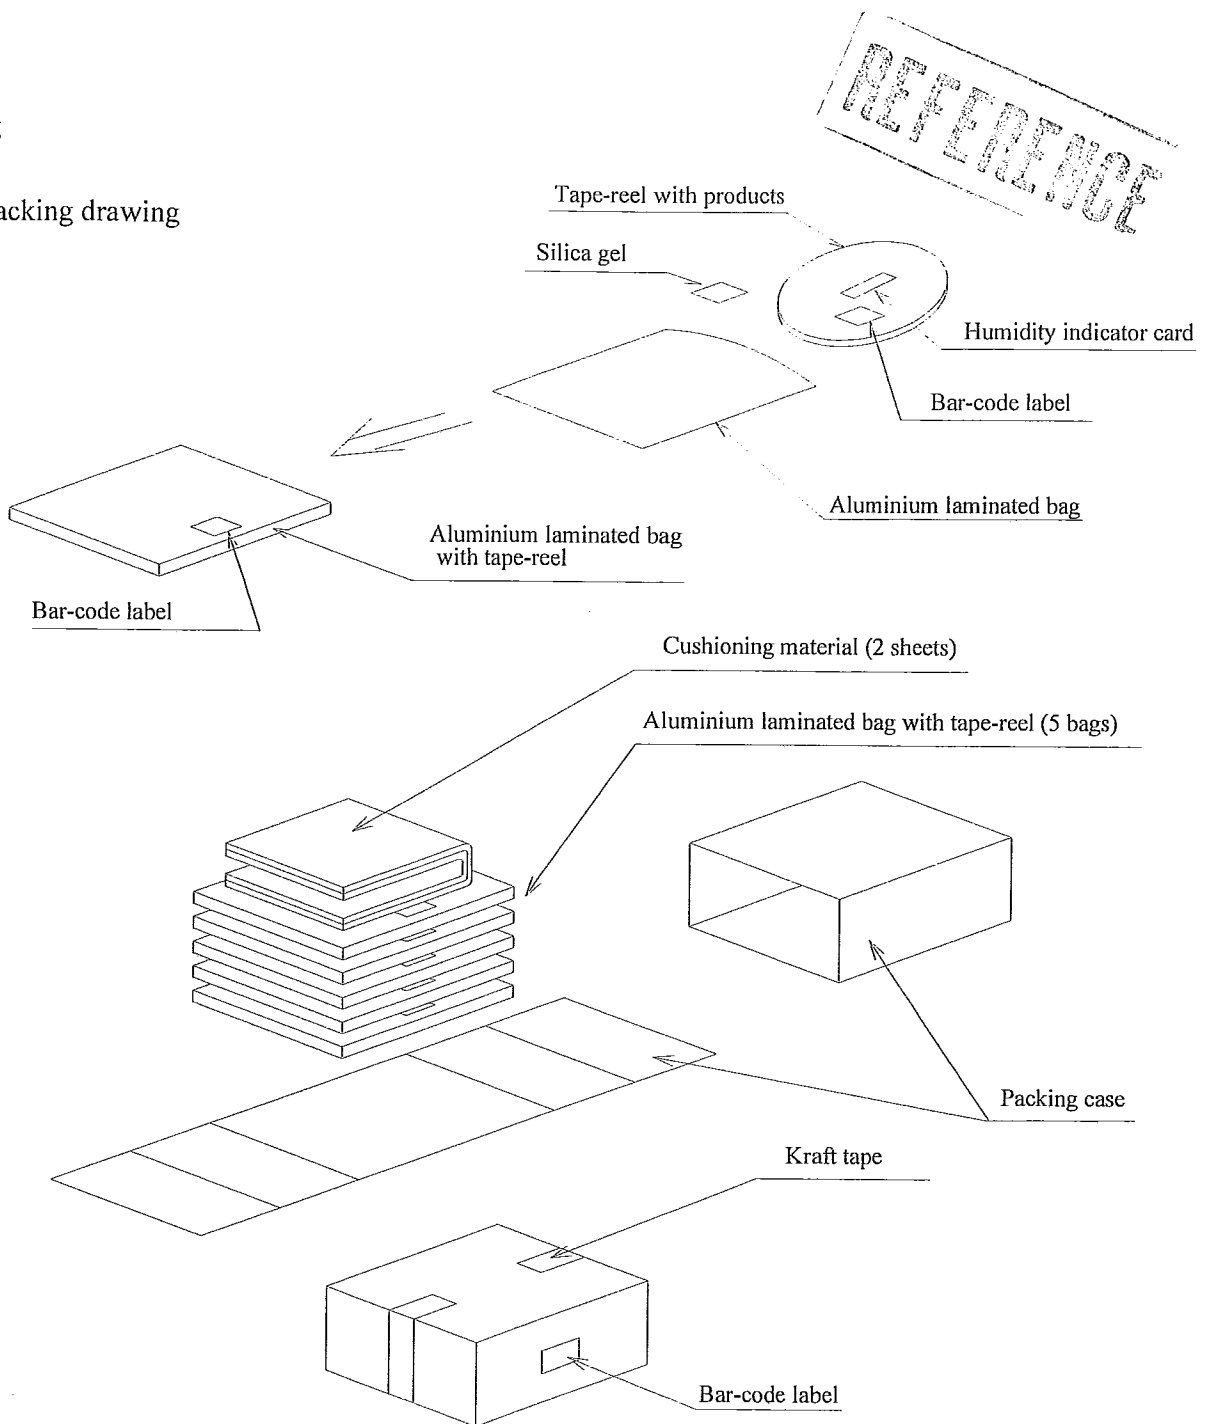 REFERENCE
acking drawing
Tape-reel with products
Silica gel
Humidity indicator card
Bar-code label
Aluminium laminated bag
Aluminium laminated bag
with tape-reel
Bar-code label
Cushioning material (2 sheets)
Aluminium laminated bag with tape-reel (5 bags)
Packing case
Kraft tape
Bar-code label